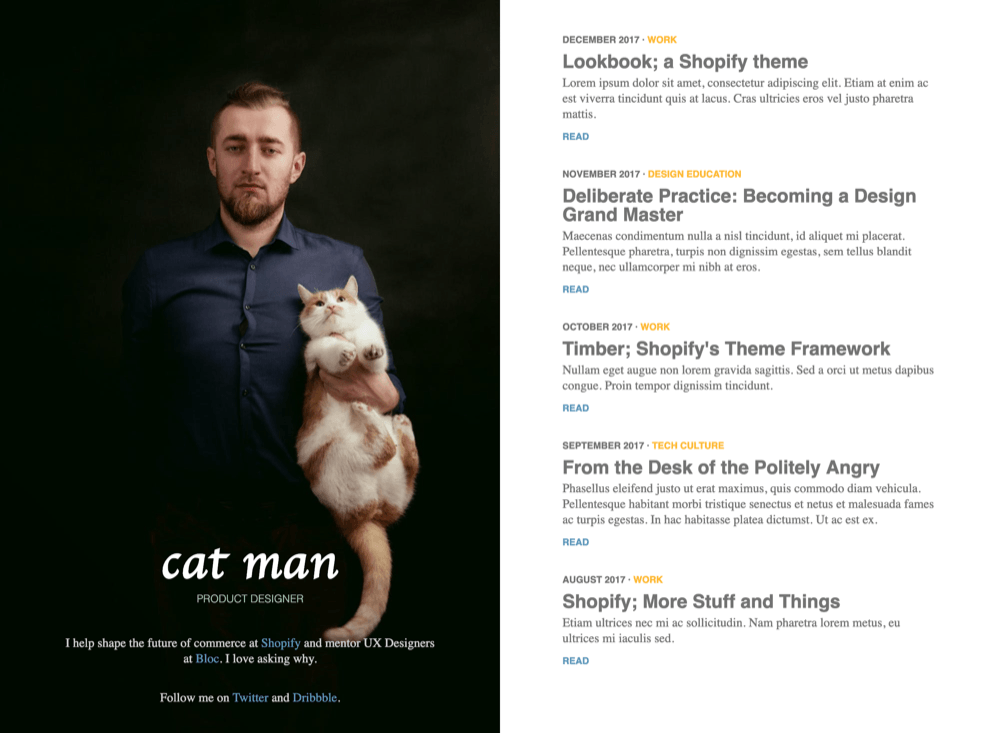 cat man
PRODUCT DESIGNER
I help shape the future of commerce at Shopify and mentor UX Designers
at Bloc. I love asking why.
Follow me on Twitter and Dribbble.
DECEMBER 2017 · WORK
Lookbook; a Shopify theme
Lorem ipsum dolor sit amet, consectetur adipiscing elit. Etiam at enim ac
est viverra tincidunt quis at lacus. Cras ultricies eros vel justo pharetra
mattis.
READ
NOVEMBER 2017 · DESIGN EDUCATION
Deliberate Practice: Becoming a Design
Grand Master
Maecenas condimentum nulla a nisl tincidunt, id aliquet mi placerat.
Pellentesque pharetra, turpis non dignissim egestas, sem tellus blandit
neque, nec ullamcorper mi nibh at eros.
READ
OCTOBER 2017 · WORK
Timber; Shopify's Theme Framework
Nullam eget augue non lorem gravida sagittis. Sed a orci ut metus dapibus
congue. Proin tempor dignissim tincidunt.
READ
SEPTEMBER 2017 · TECH CULTURE
From the Desk of the Politely Angry
Phasellus eleifend justo ut erat maximus, quis commodo diam vehicula.
Pellentesque habitant morbi tristique senectus et netus et malesuada fames
ac turpis egestas. In hac habitasse platea dictumst. Ut ac est ex.
READ
AUGUST 2017 · WORK
Shopify; More Stuff and Things
Etiam ultrices nec mi ac sollicitudin. Nam pharetra lorem metus, eu
ultrices mi iaculis sed.
READ